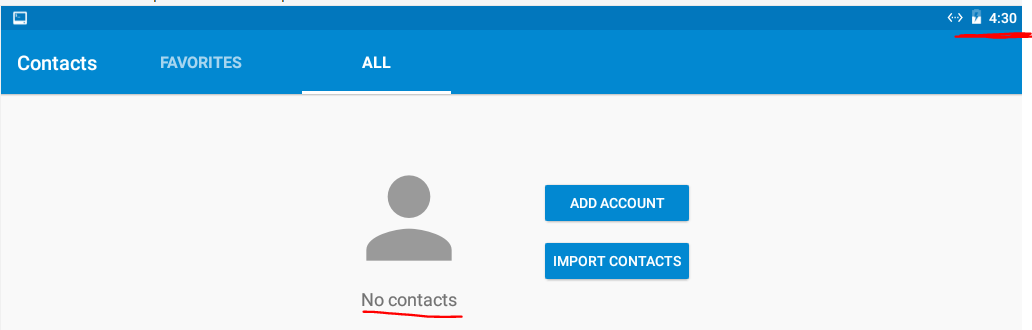 4:30
Contacts FAVORITES ALL
ADD ACCOUNT
IMPORT CONTACTS
No contacts